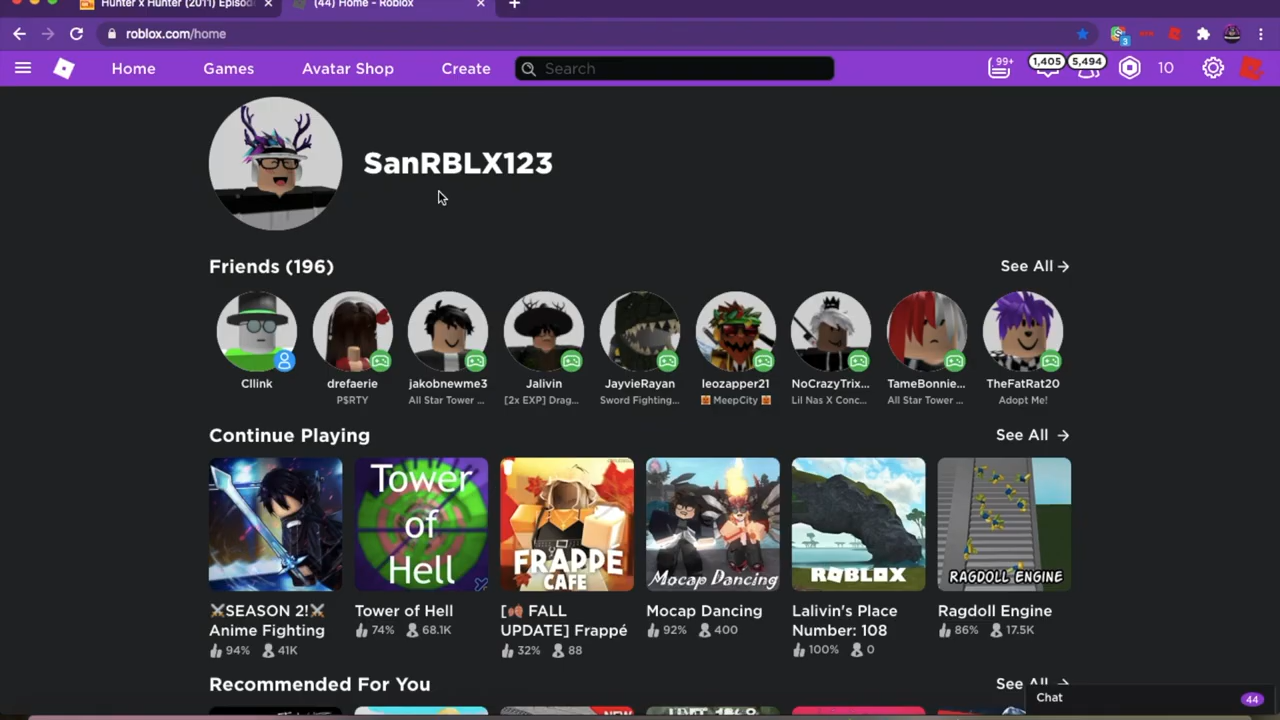 Hunter x Hunter (2011) Episod
(44) Home - Roblox
roblox.com/home
3
Home
Games
Avatar Shop
Create
Search
99+
1,405
5,494
10
SanRBLX123
Friends (196)
See All
Cllink
drefaerie
P$RTY
jakobnewme3
All Star Tower ...
Jalivin
[2x EXP] Drag...
JayvieRayan
Sword Fighting...
leozapper21
MeepCity
NoCrazyTrix...
Lil Nas X Conc...
TameBonnie...
All Star Tower ...
TheFatRat20
Adopt Me!
Continue Playing
See All
Tower
of
Hell
FRAPPÉ
CAFE
Mocap Dancing
ROBLOX
RAGDOLL ENGINE
⚔SEASON 2!⚔
Anime Fighting
94% 41K
Tower of Hell
74% 68.1K
[🍂 FALL
UPDATE] Frappé
32% 88
Mocap Dancing
92% 400
Lalivin's Place
Number: 108
100% 0
Ragdoll Engine
86% 17.5K
Recommended For You
See All
NEW
Chat
44